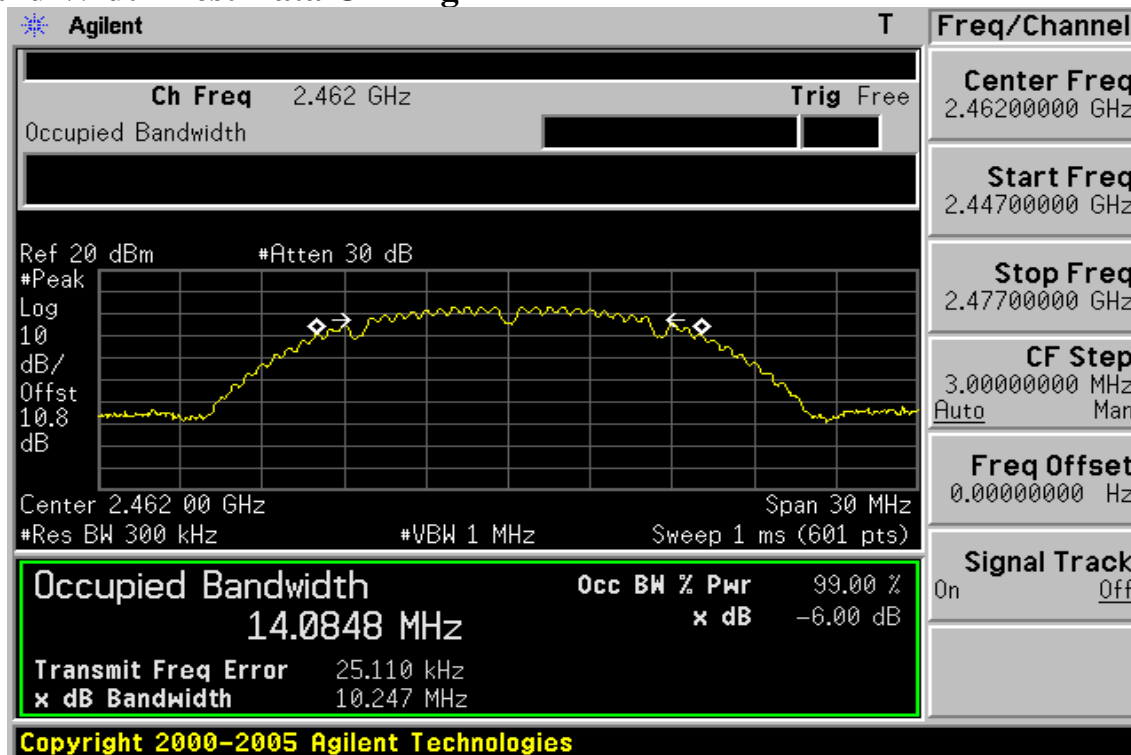 Agilent T Freq/Channel
Ch Freq 2.462 GHz Trig Free
Occupied Bandwidth
Center Freq
2.46200000 GHz
Start Freq
2.44700000 GHz
Stop Freq
2.47700000 GHz
CF Step
3.00000000 MHz
Auto Man
Freq Offset
0.00000000 Hz
Signal Track
On Off
Ref 20 dBm #Atten 30 dB
#Peak
Log
10
dB/
Offst
10.8
dB
Center 2.462 00 GHz Span 30 MHz
#Res BW 300 kHz #VBW 1 MHz Sweep 1 ms (601 pts)
Occupied Bandwidth Occ BW % Pwr 99.00 %
14.0848 MHz x dB -6.00 dB
Transmit Freq Error 25.110 kHz
x dB Bandwidth 10.247 MHz
Copyright 2000-2005 Agilent Technologies